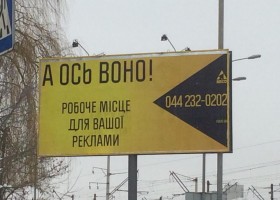 А ОСЬ ВОНО!
РОБОЧЕ МІСЦЕ
ДЛЯ ВАШОЇ
РЕКЛАМИ
044 232-0202